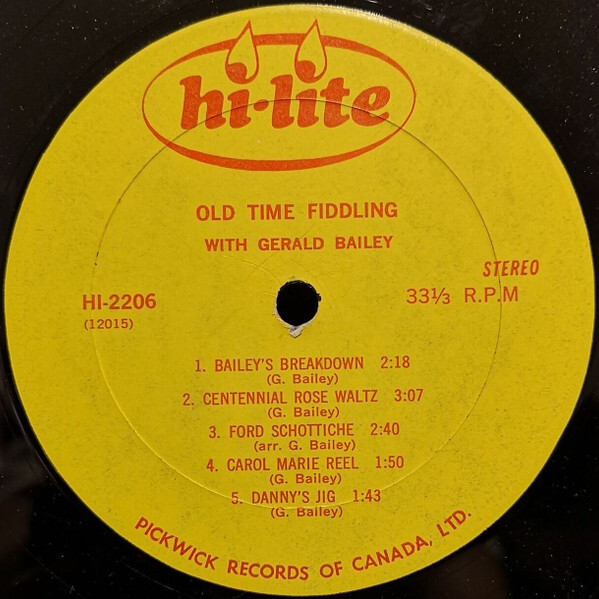 hi-lite
OLD TIME FIDDLING
WITH GERALD BAILEY
STEREO
HI-2206
33⅓ R.P.M
(12015)
1. BAILEY'S BREAKDOWN 2:18
(G. Bailey)
2. CENTENNIAL ROSE WALTZ 3:07
(G. Bailey)
3. FORD SCHOTTICHE 2:40
(arr. G. Bailey)
4. CAROL MARIE REEL 1:50
(G. Bailey)
5. DANNY'S JIG 1:43
(G. Bailey)
PICKWICK RECORDS OF CANADA, LTD.